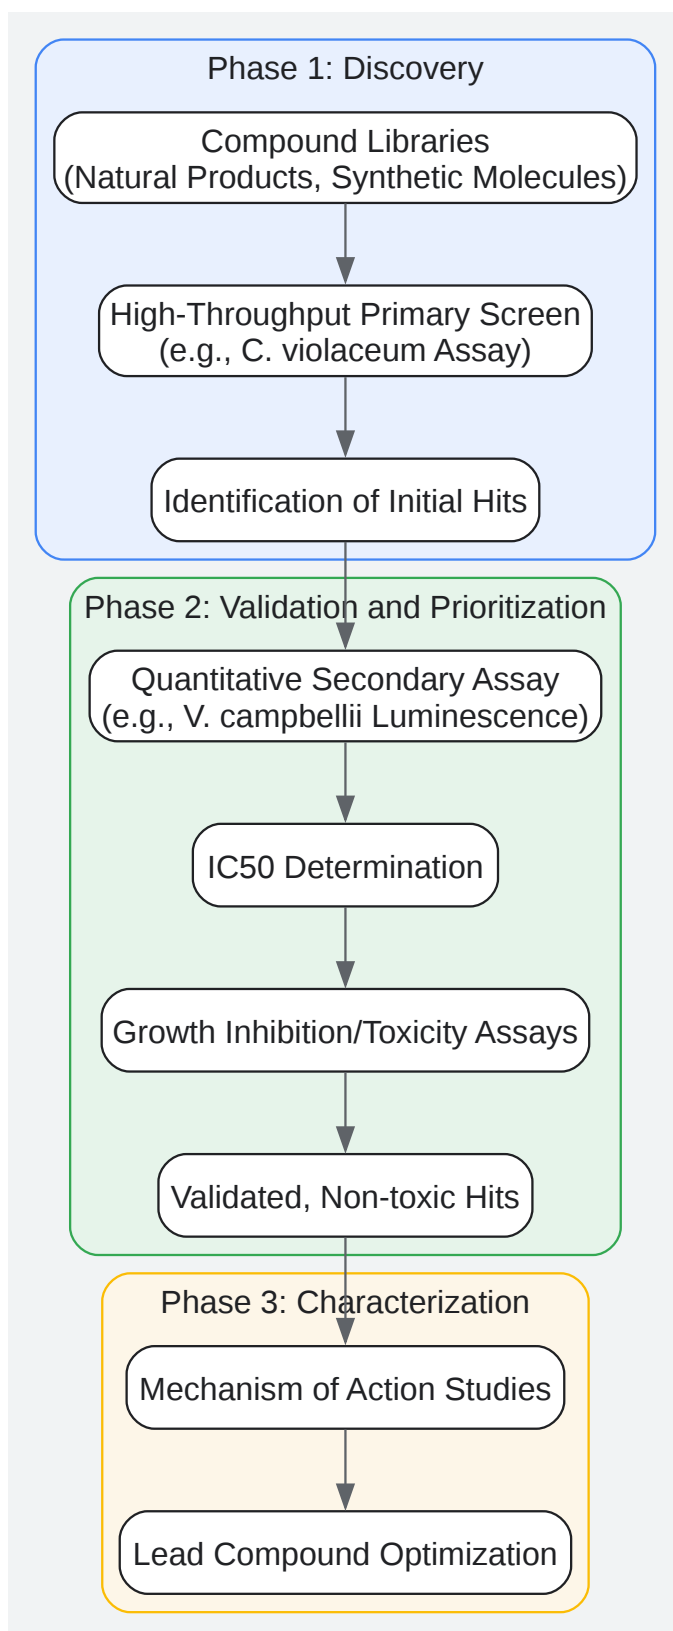 Phase 1: Discovery
Compound Libraries
(Natural Products, Synthetic Molecules)
High-Throughput Primary Screen
(e.g., C. violaceum Assay)
Identification of Initial Hits
Phase 2: Validation and Prioritization
Quantitative Secondary Assay
(e.g., V. campbellii Luminescence)
IC50 Determination
Growth Inhibition/Toxicity Assays
Validated, Non-toxic Hits
Phase 3: Characterization
Mechanism of Action Studies
Lead Compound Optimization